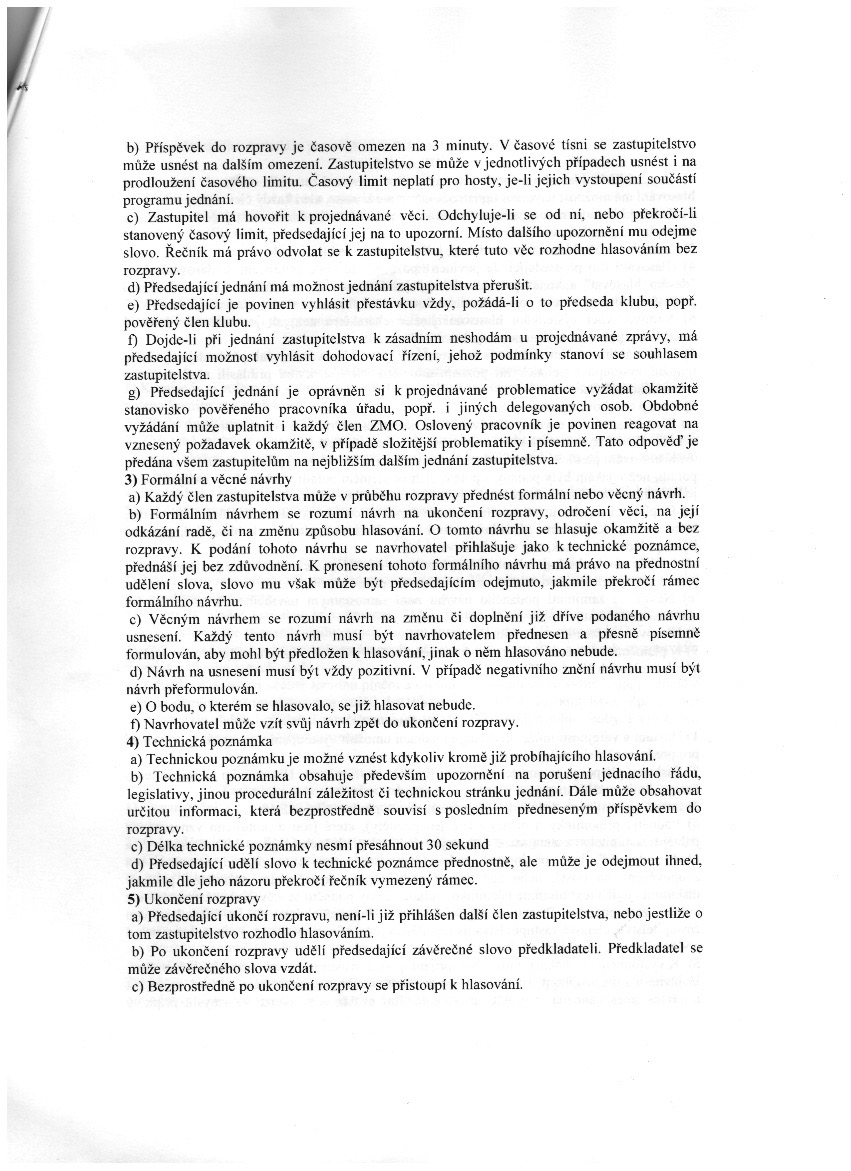 b) Příspěvek do rozpravy je časově omezen na 3 minuty. V časové tísni se zastupitelstvo
může usnést na dalším omezení. Zastupitelstvo se může v jednotlivých případech usnést i na
prodloužení časového limitu. Časový limit neplatí pro hosty, je-li jejich vystoupení součástí
programu jednání.
c) Zastupitel má hovořit k projednávané věci. Odchyluje-li se od ní, nebo překročí-li
stanovený časový limit, předsedající jej na to upozorní. Místo dalšího upozornění mu odejme
slovo. Řečník má právo odvolat se k zastupitelstvu, které tuto věc rozhodne hlasováním bez
rozpravy.
d) Předsedající jednání má možnost jednání zastupitelstva přerušit.
e) Předsedající je povinen vyhlásit přestávku vždy, požádá-li o to předseda klubu, popř.
pověřený člen klubu.
f) Dojde-li při jednání zastupitelstva k zásadním neshodám u projednávané zprávy, má
předsedající možnost vyhlásit dohodovací řízení, jehož podmínky stanoví se souhlasem
zastupitelstva.
g) Předsedající jednání je oprávněn si k projednávané problematice vyžádat okamžitě
stanovisko pověřeného pracovníka úřadu, popř. i jiných delegovaných osob. Obdobné
vyžádání může uplatnit i každý člen ZMO. Oslovený pracovník je povinen reagovat na
vznesený požadavek okamžitě, v případě složitější problematiky i písemně. Tato odpověď je
předána všem zastupitelům na nejbližším dalším jednání zastupitelstva.
3) Formální a věcné návrhy
a) Každý člen zastupitelstva může v průběhu rozpravy přednést formální nebo věcný návrh.
b) Formálním návrhem se rozumí návrh na ukončení rozpravy, odročení věci, na její
odkázání radě, či na změnu způsobu hlasování. O tomto návrhu se hlasuje okamžitě a bez
rozpravy. K podání tohoto návrhu se navrhovatel přihlašuje jako k technické poznámce,
přednáší jej bez zdůvodnění. K pronesení tohoto formálního návrhu má právo na přednostní
udělení slova, slovo mu však může být předsedajícím odejmuto, jakmile překročí rámec
formálního návrhu.
c) Věcným návrhem se rozumí návrh na změnu či doplnění již dříve podaného návrhu
usnesení. Každý tento návrh musí být navrhovatelem přednesen a přesně písemně
formulován, aby mohl být předložen k hlasování, jinak o něm hlasováno nebude.
d) Návrh na usnesení musí být vždy pozitivní. V případě negativního znění návrhu musí být
návrh přeformulován.
e) O bodu, o kterém se hlasovalo, se již hlasovat nebude.
f) Navrhovatel může vzít svůj návrh zpět do ukončení rozpravy.
4) Technická poznámka
a) Technickou poznámku je možné vznést kdykoliv kromě již probíhajícího hlasování.
b) Technická poznámka obsahuje především upozornění na porušení jednacího řádu,
legislativy, jinou procedurální záležitost či technickou stránku jednání. Dále může obsahovat
určitou informaci, která bezprostředně souvisí s posledním předneseným příspěvkem do
rozpravy.
c) Délka technické poznámky nesmí přesáhnout 30 sekund
d) Předsedající udělí slovo k technické poznámce přednostně, ale může je odejmout ihned,
jakmile dle jeho názoru překročí řečník vymezený rámec.
5) Ukončení rozpravy
a) Předsedající ukončí rozpravu, není-li již přihlášen další člen zastupitelstva, nebo jestliže o
tom zastupitelstvo rozhodlo hlasováním.
b) Po ukončení rozpravy udělí předsedající závěrečné slovo předkladateli. Předkladatel se
může závěrečného slova vzdát.
c) Bezprostředně po ukončení rozpravy se přistoupí k hlasování.